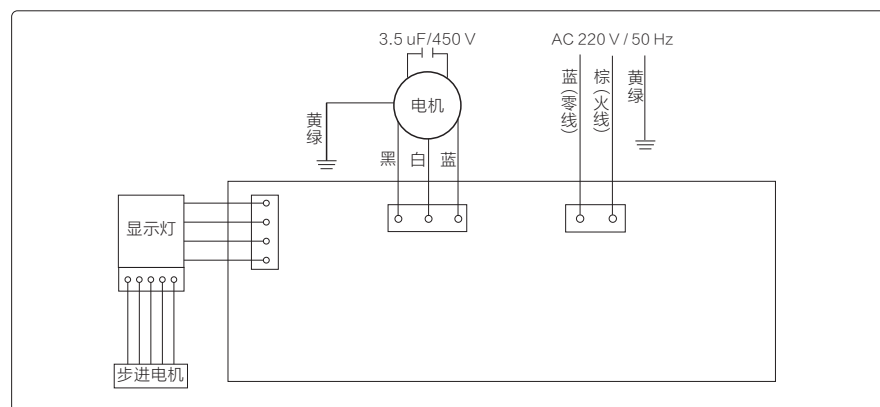 3.5 uF/450 V
AC 220 V / 50 Hz
电机
黄绿
黑
白
蓝
蓝(零线)
棕(火线)
黄绿
显示灯
步进电机